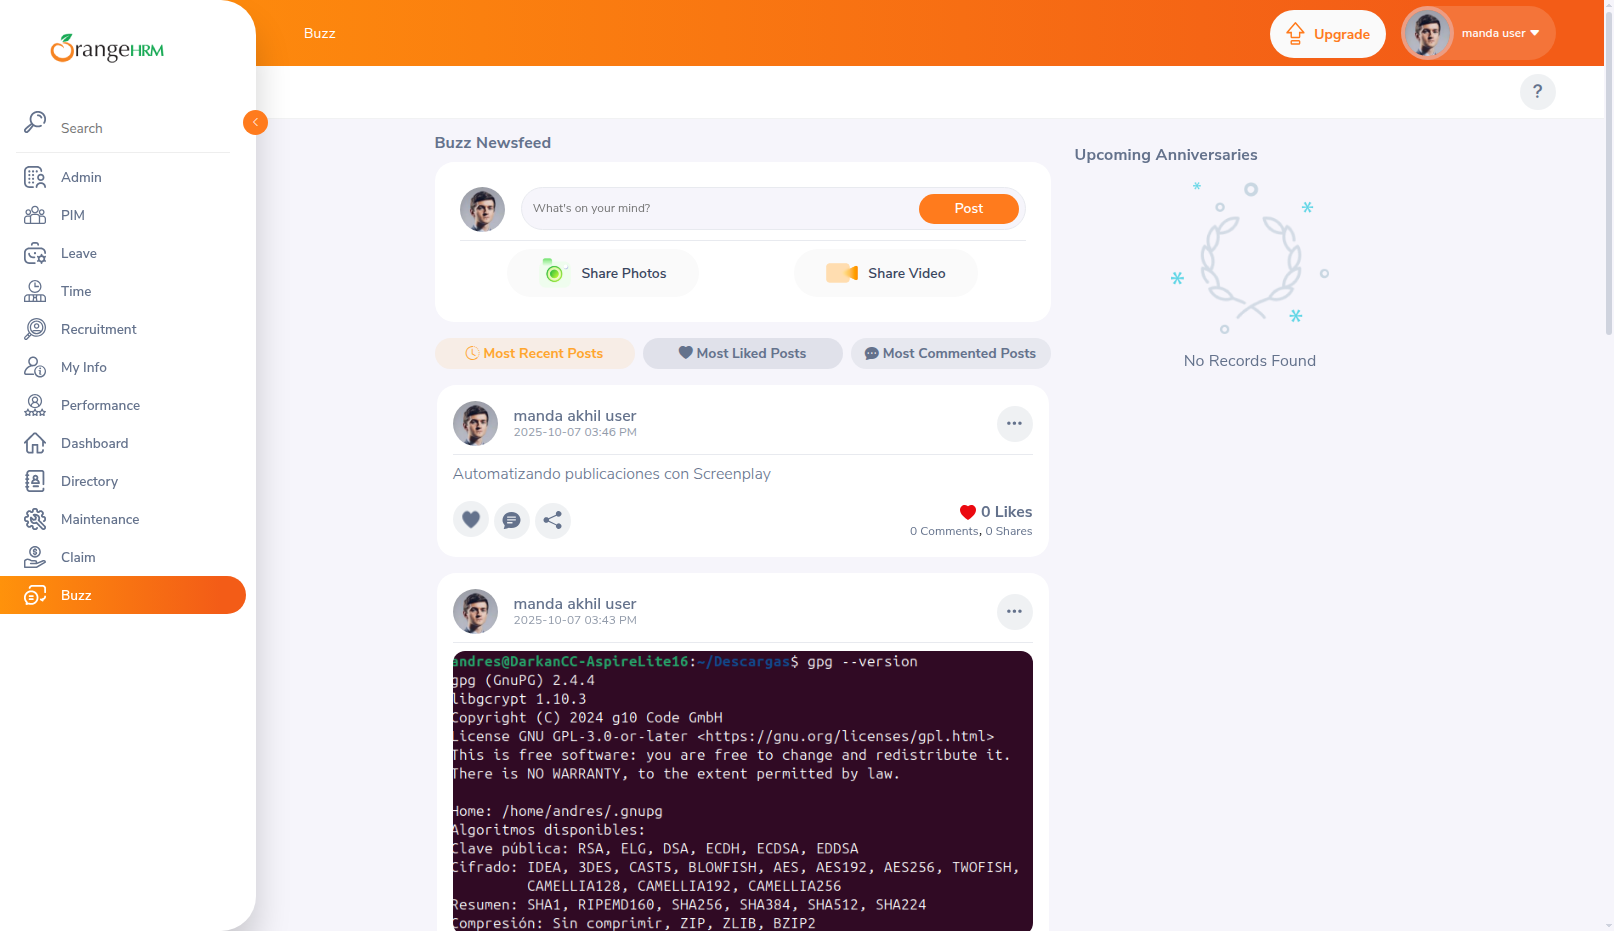 OrangeHRM
Buzz
Upgrade
manda user
?
Search
Admin
PIM
Leave
Time
Recruitment
My Info
Performance
Dashboard
Directory
Maintenance
Claim
Buzz
Buzz Newsfeed
What's on your mind?
Post
Share Photos
Share Video
Most Recent Posts
Most Liked Posts
Most Commented Posts
manda akhil user
2025-10-07 03:46 PM
Automatizando publicaciones con Screenplay
0 Likes
0 Comments, 0 Shares
manda akhil user
2025-10-07 03:43 PM
andres@DarkanCC-AspireLite16:~/Descargas$ gpg --version
gpg (GnuPG) 2.4.4
libgcrypt 1.10.3
Copyright (C) 2024 g10 Code GmbH
License GNU GPL-3.0-or-later <https://gnu.org/licenses/gpl.html>
This is free software: you are free to change and redistribute it.
There is NO WARRANTY, to the extent permitted by law.
Home: /home/andres/.gnupg
Algoritmos disponibles:
Clave pública: RSA, ELG, DSA, ECDH, ECDSA, EDDSA
Cifrado: IDEA, 3DES, CAST5, BLOWFISH, AES, AES192, AES256, TWOFISH,
CAMELLIA128, CAMELLIA192, CAMELLIA256
Resumen: SHA1, RIPEMD160, SHA256, SHA384, SHA512, SHA224
Compresión: Sin comprimir, ZIP, ZLIB, BZIP2
Upcoming Anniversaries
No Records Found